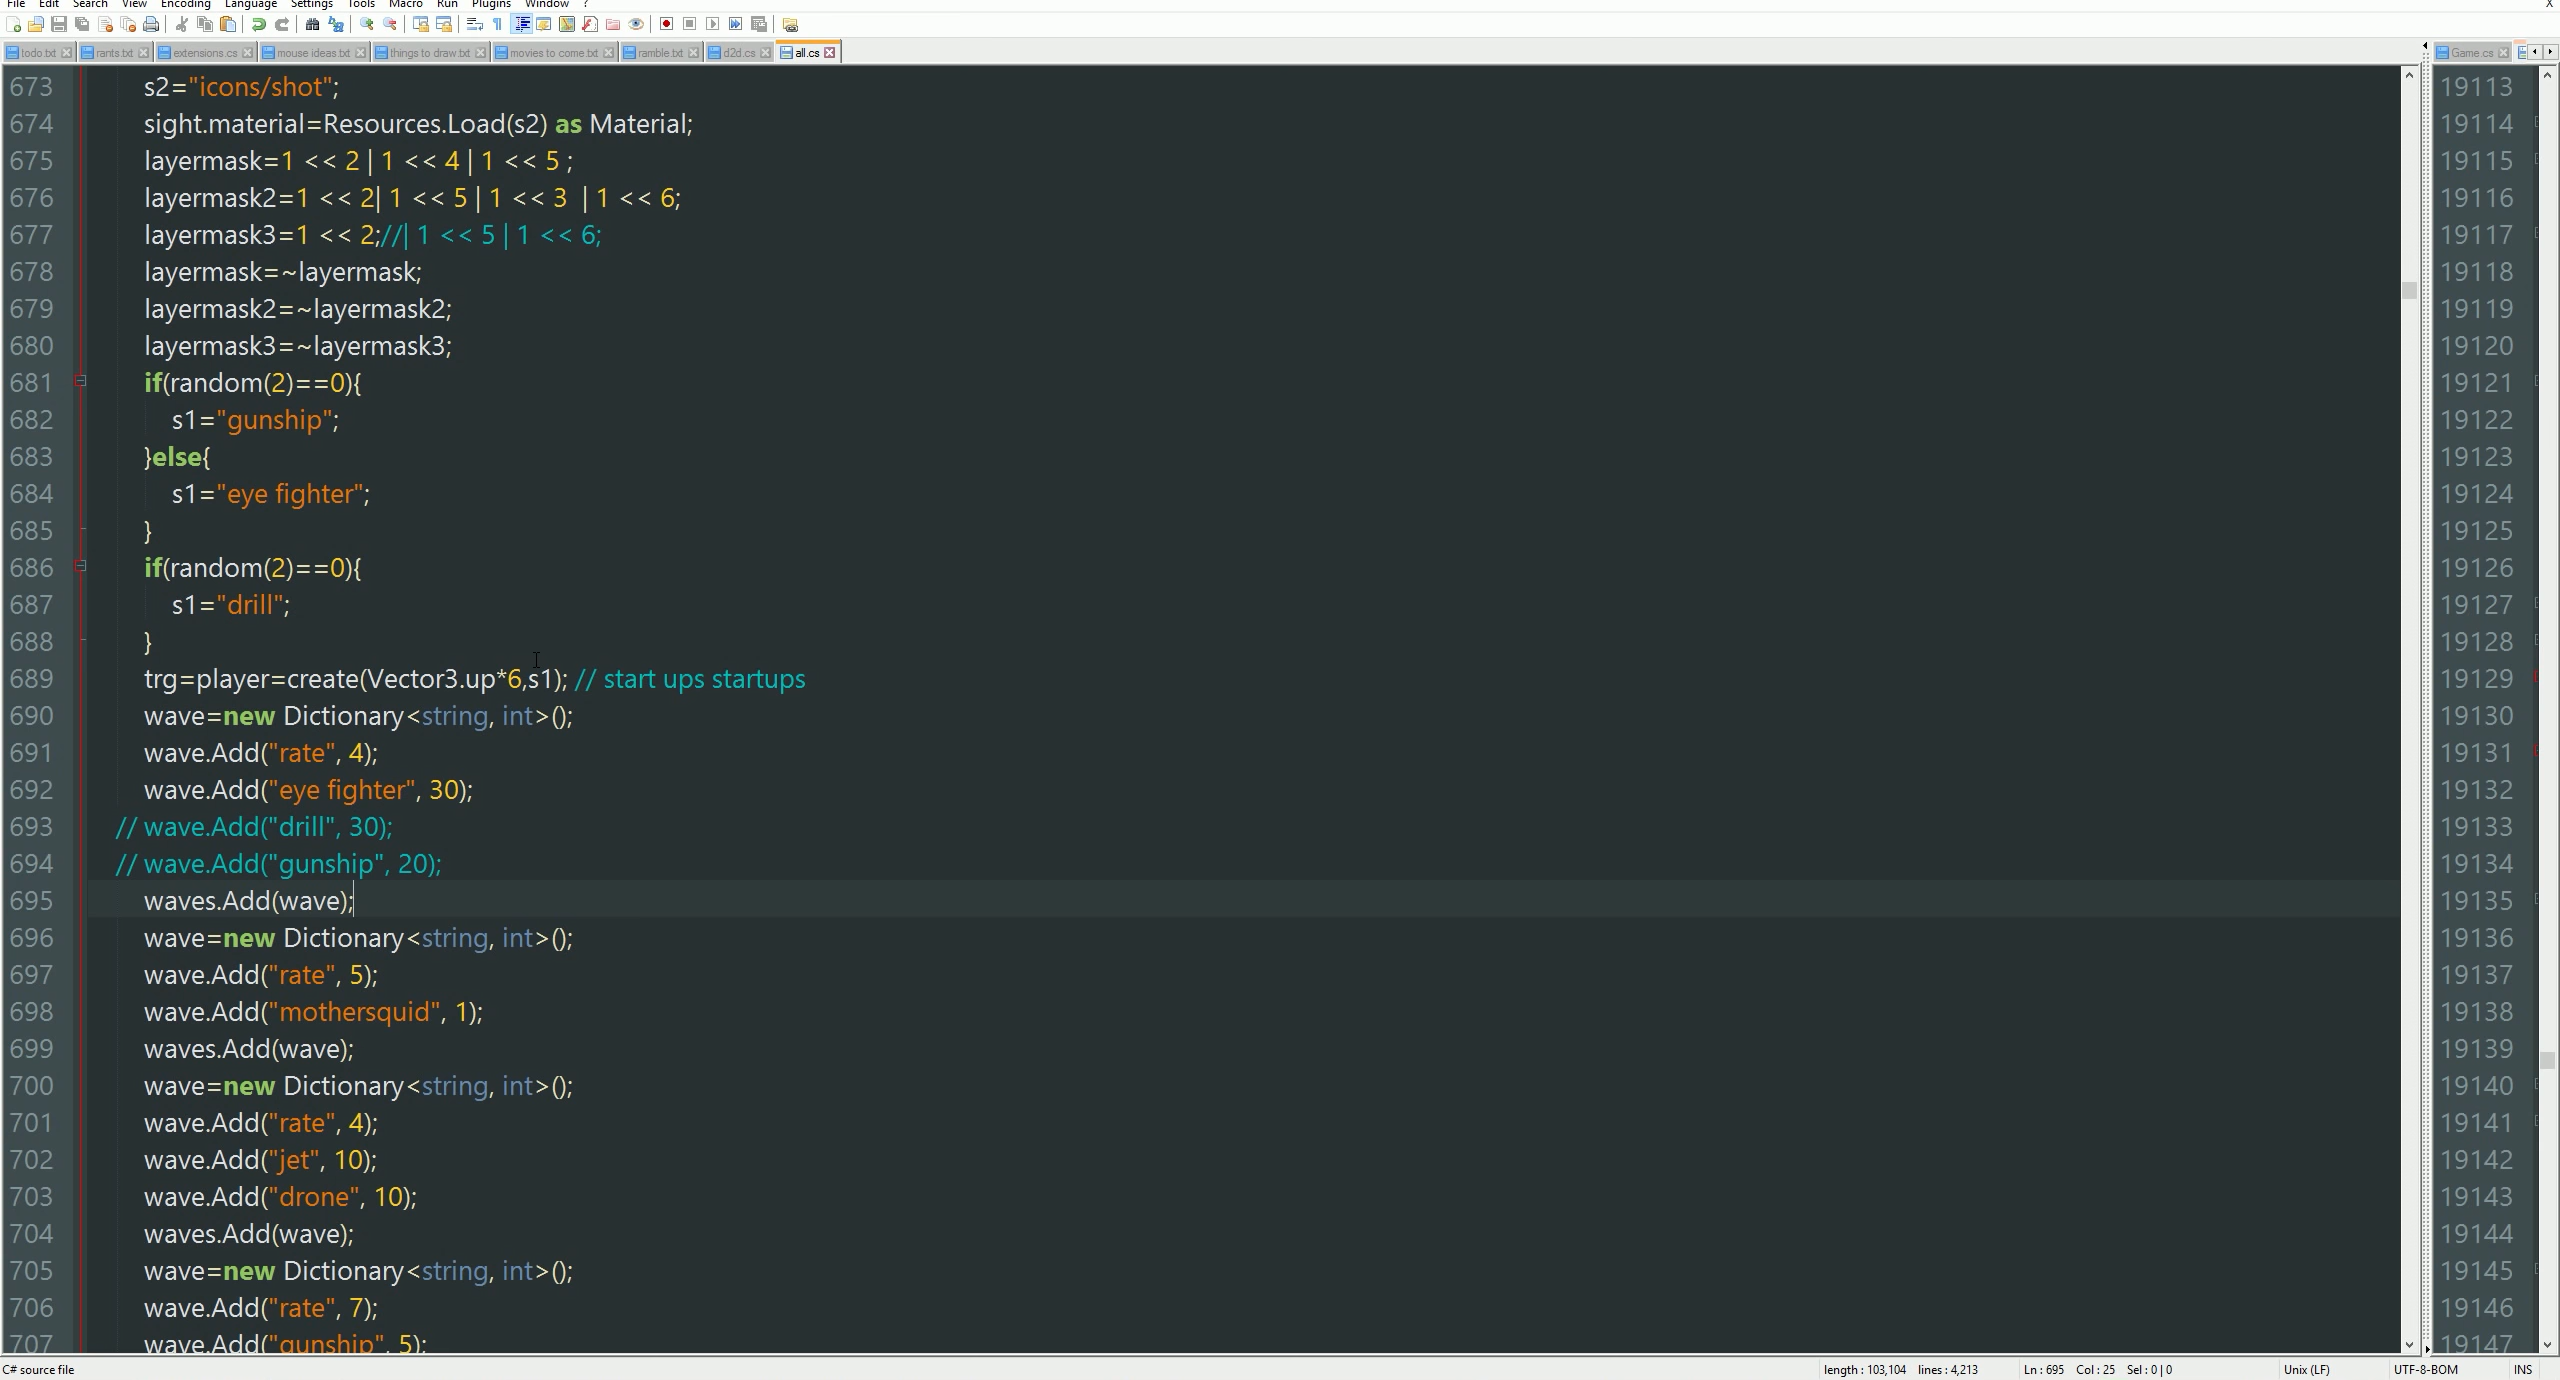 File Edit Search View Encoding Language Settings Tools Macro Run Plugins Window ? X
todo.txt rants.txt extensions.cs mouse ideas.txt things to draw.txt movies to come.txt ramble.txt d2d.cs all.cs Game.cs
673 s2="icons/shot";
674 sight.material=Resources.Load(s2) as Material;
675 layermask=1 << 2 | 1 << 4 | 1 << 5 ;
676 layermask2=1 << 2| 1 << 5 | 1 << 3 | 1 << 6;
677 layermask3=1 << 2;//| 1 << 5 | 1 << 6;
678 layermask=~layermask;
679 layermask2=~layermask2;
680 layermask3=~layermask3;
681 if(random(2)==0){
682 s1="gunship";
683 }else{
684 s1="eye fighter";
685 }
686 if(random(2)==0){
687 s1="drill";
688 }
689 trg=player=create(Vector3.up*6,s1); // start ups startups
690 wave=new Dictionary<string, int>();
691 wave.Add("rate", 4);
692 wave.Add("eye fighter", 30);
693 // wave.Add("drill", 30);
694 // wave.Add("gunship", 20);
695 waves.Add(wave);
696 wave=new Dictionary<string, int>();
697 wave.Add("rate", 5);
698 wave.Add("mothersquid", 1);
699 waves.Add(wave);
700 wave=new Dictionary<string, int>();
701 wave.Add("rate", 4);
702 wave.Add("jet", 10);
703 wave.Add("drone", 10);
704 waves.Add(wave);
705 wave=new Dictionary<string, int>();
706 wave.Add("rate", 7);
707 wave.Add("gunship", 5);
19113
19114
19115
19116
19117
19118
19119
19120
19121
19122
19123
19124
19125
19126
19127
19128
19129
19130
19131
19132
19133
19134
19135
19136
19137
19138
19139
19140
19141
19142
19143
19144
19145
19146
19147
C# source file length : 103,104 lines : 4,213 Ln : 695 Col : 25 Sel : 0 | 0 Unix (LF) UTF-8-BOM INS